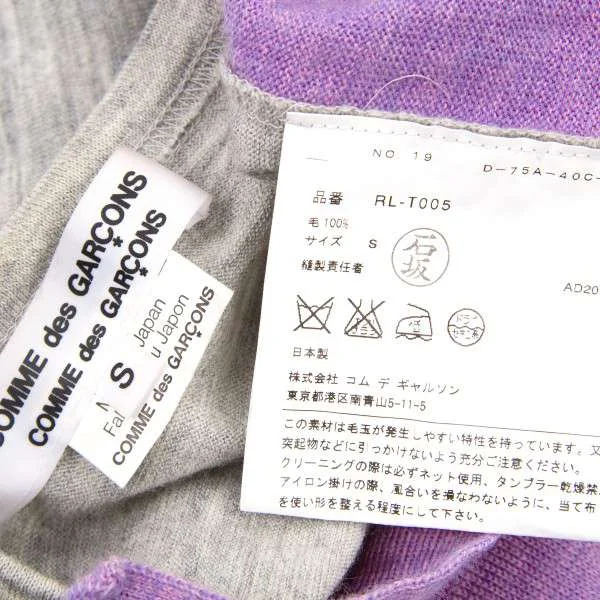 COMME des GARÇONS
COMME des GARÇONS
S
Japan
Japon
COMME des GARÇONS
NO 19 D-75A-40C-
品番 RL-T005
毛 100%
サイズ S
石坂
縫製責任者
AD20
日本製
株式会社 コム デ ギャルソン
東京都港区南青山5-11-5
この素材は毛玉が発生しやすい特性を持っています。又
突起物などに引っかけないよう充分ご注意ください。
クリーニングの際は必ずネット使用、タンブラー乾燥禁
アイロン掛けの際、風合いを損なわないように、当て布
を使い形を整える程度にして下さい。